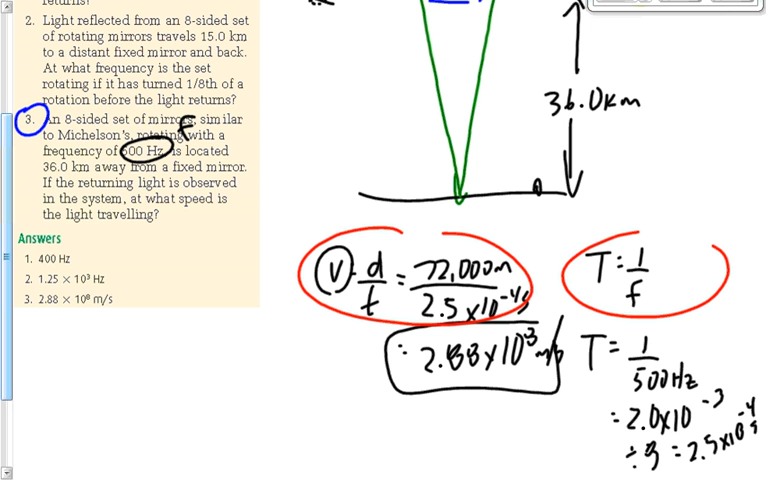 returns?
2. Light reflected from an 8-sided set
of rotating mirrors travels 15.0 km
to a distant fixed mirror and back.
At what frequency is the set
rotating if it has turned 1/8th of a
rotation before the light returns?
3. An 8-sided set of mirrors, similar
to Michelson's, rotating with a
frequency of 500 Hz, is located
36.0 km away from a fixed mirror.
If the returning light is observed
in the system, at what speed is
the light travelling?
Answers
1. 400 Hz
2. 1.25 × 10³ Hz
3. 2.88 × 10⁸ m/s
f
36.0km
V = d/t = 72,000m / 2.5 x10⁻⁴s
= 2.88 x 10⁸ m/s
T = 1/f
T = 1/500Hz
= 2.0x10⁻³
÷ 8 = 2.5x10⁻⁴s